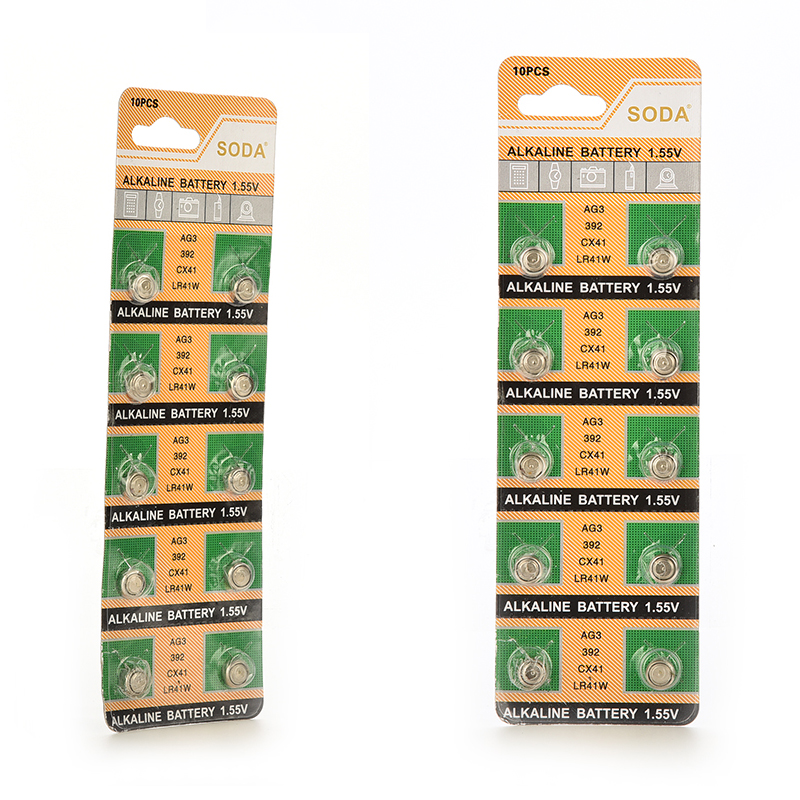 10PCS
SODA®
ALKALINE BATTERY 1.55V
AG3
392
CX41
LR41W
ALKALINE BATTERY 1.55V
AG3
392
CX41
LR41W
ALKALINE BATTERY 1.55V
AG3
392
CX41
LR41W
ALKALINE BATTERY 1.55V
AG3
392
CX41
LR41W
ALKALINE BATTERY 1.55V
AG3
392
CX41
LR41W
ALKALINE BATTERY 1.55V
10PCS
SODA®
ALKALINE BATTERY 1.55V
AG3
392
CX41
LR41W
ALKALINE BATTERY 1.55V
AG3
392
CX41
LR41W
ALKALINE BATTERY 1.55V
AG3
392
CX41
LR41W
ALKALINE BATTERY 1.55V
AG3
392
CX41
LR41W
ALKALINE BATTERY 1.55V
AG3
392
CX41
LR41W
ALKALINE BATTERY 1.55V